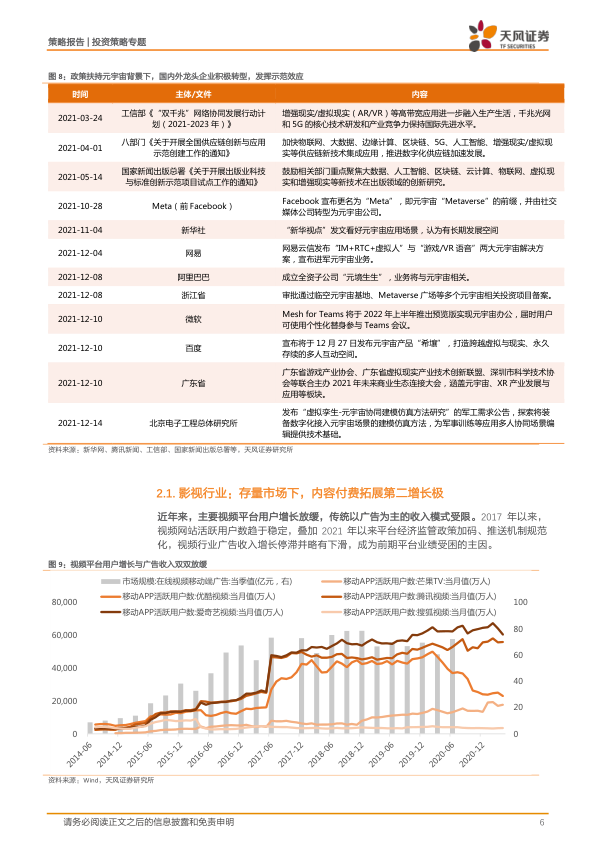 策略报告 | 投资策略专题
天风证券
TF SECURITIES
图 8：政策扶持元宇宙背景下，国内外龙头企业积极转型，发挥示范效应
时间 主体/文件 内容
2021-03-24 工信部《“双千兆”网络协同发展行动计 增强现实/虚拟现实（AR/VR）等高带宽应用进一步融入生产生活，千兆光网
划（2021-2023 年）》 和 5G 的核心技术研发和产业竞争力保持国际先进水平。
2021-04-01 八部门《关于开展全国供应链创新与应用 加快物联网、大数据、边缘计算、区块链、5G、人工智能、增强现实/虚拟现
示范创建工作的通知》 实等供应链新技术集成应用，推进数字化供应链加速发展。
2021-05-14 国家新闻出版总署《关于开展出版业科技 鼓励相关部门重点聚焦大数据、人工智能、区块链、云计算、物联网、虚拟现
与标准创新示范项目试点工作的通知》 实和增强现实等新技术在出版领域的创新研究。
2021-10-28 Meta（前 Facebook） Facebook 宣布更名为“Meta”，即元宇宙“Metaverse”的前缀，并由社交
媒体公司转型为元宇宙公司。
2021-11-04 新华社 “新华视点”发文看好元宇宙应用场景，认为有长期发展空间
2021-12-04 网易 网易云信发布“IM+RTC+虚拟人”与“游戏/VR 语音”两大元宇宙解决方
案，宣布进军元宇宙业务。
2021-12-08 阿里巴巴 成立全资子公司“元境生生”，业务将与元宇宙相关。
2021-12-08 浙江省 审批通过临空元宇宙基地、Metaverse 广场等多个元宇宙相关投资项目备案。
2021-12-10 微软 Mesh for Teams 将于 2022 年上半年推出预览版实现元宇宙办公，届时用户
可使用个性化替身参与 Teams 会议。
2021-12-10 百度 宣布将于 12 月 27 日发布元宇宙产品“希壤”，打造跨越虚拟与现实、永久
存续的多人互动空间。
2021-12-10 广东省 广东省游戏产业协会、广东省虚拟现实产业技术创新联盟、深圳市科学技术协
会等联合主办 2021 年未来商业生态连接大会，涵盖元宇宙、XR 产业发展与
应用等板块。
2021-12-14 北京电子工程总体研究所 发布“虚拟孪生-元宇宙协同建模仿真方法研究”的军工需求公告，探索将装
备数字化接入元宇宙场景的建模仿真方法，为军事训练等应用多人协同场景编
辑提供技术基础。
资料来源：新华网、腾讯新闻、工信部、国家新闻出版总署等，天风证券研究所
2.1. 影视行业：存量市场下，内容付费拓展第二增长极
近年来，主要视频平台用户增长放缓，传统以广告为主的收入模式受限。2017 年以来，
视频网站活跃用户数趋于稳定，叠加 2021 年以来平台经济监管政策加码、推送机制规范
化，视频行业广告收入增长停滞并略有下滑，成为前期平台业绩受困的主因。
图 9：视频平台用户增长与广告收入双双放缓
市场规模:在线视频移动端广告:当季值(亿元，右) 移动APP活跃用户数:芒果TV:当月值(万人)
移动APP活跃用户数:优酷视频:当月值(万人) 移动APP活跃用户数:腾讯视频:当月值(万人)
移动APP活跃用户数:爱奇艺视频:当月值(万人) 移动APP活跃用户数:搜狐视频:当月值(万人)
80,000 100
60,000 80
40,000 60
20,000 40
0 20
0
2014-06 2014-12 2015-06 2015-12 2016-06 2016-12 2017-06 2017-12 2018-06 2018-12 2019-06 2019-12 2020-06 2020-12
资料来源：Wind，天风证券研究所
请务必阅读正文之后的信息披露和免责申明 6